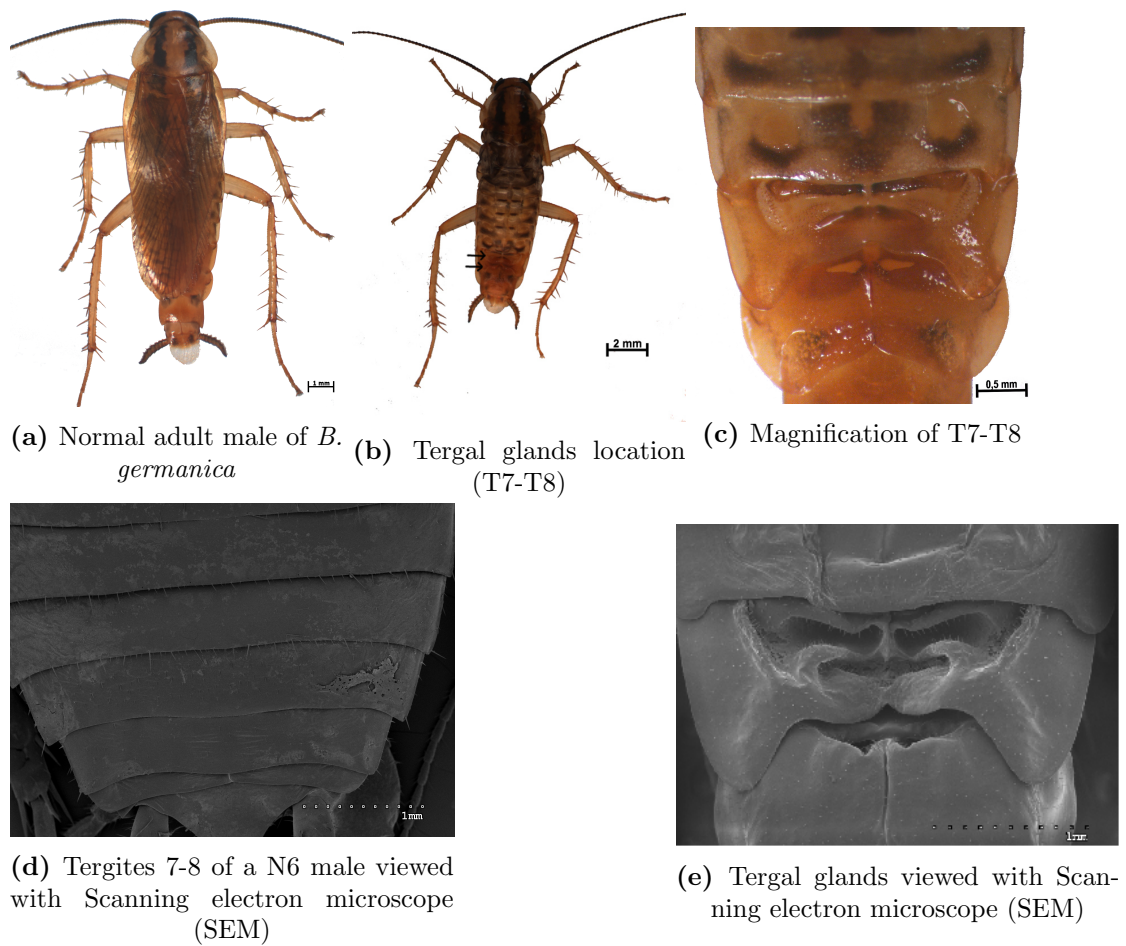 1 mm
2 mm
0,5 mm
(a) Normal adult male of B.
germanica
(b) Tergal glands location
(T7-T8)
(c) Magnification of T7-T8
1mm
1mm
(d) Tergites 7-8 of a N6 male viewed
with Scanning electron microscope
(SEM)
(e) Tergal glands viewed with Scan-
ning electron microscope (SEM)